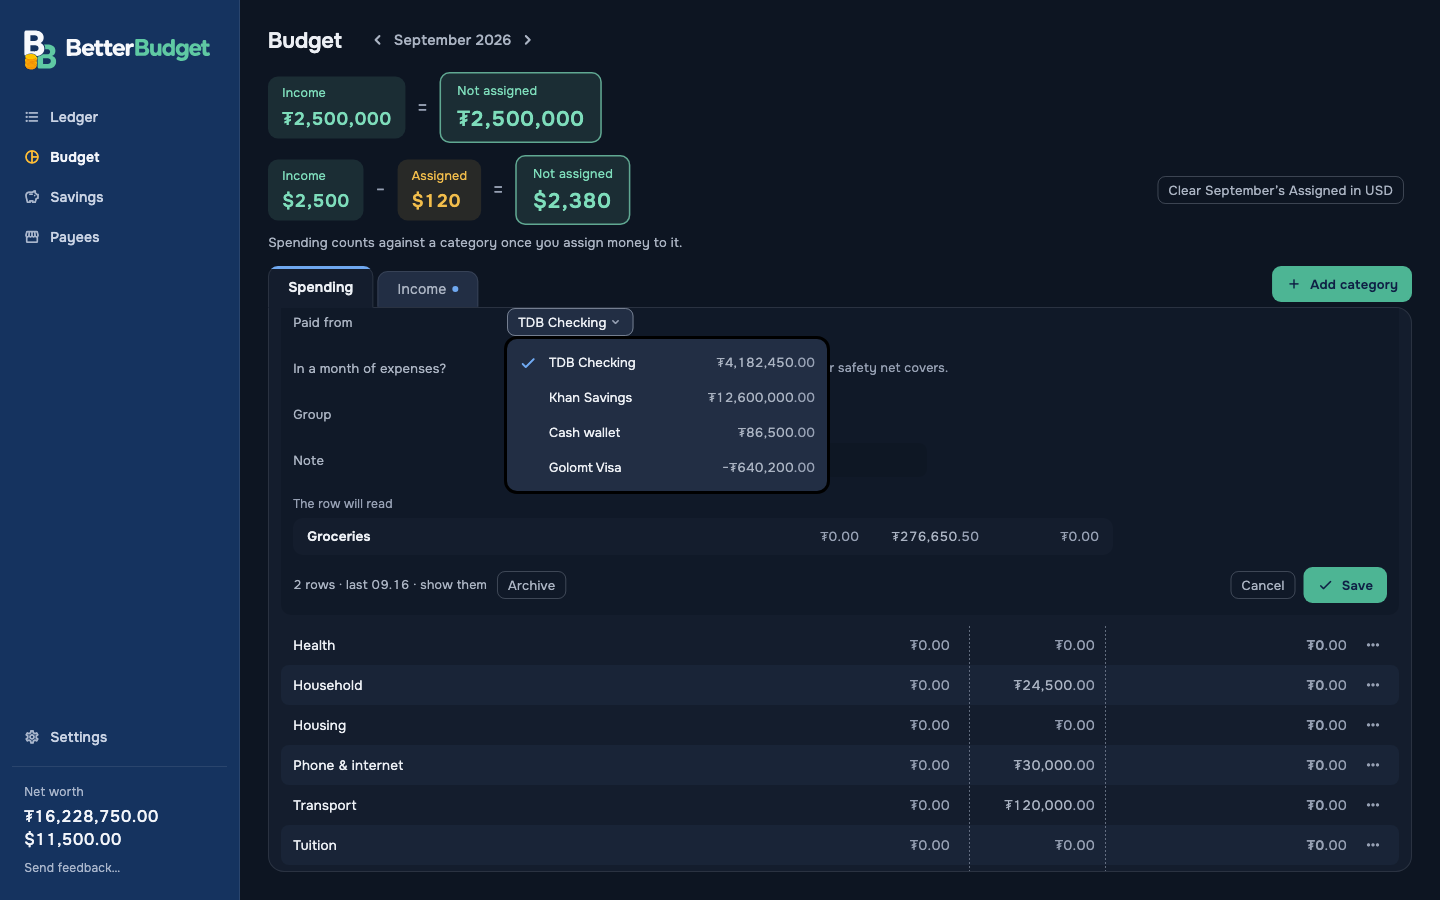 BetterBudget
Ledger
Budget
Savings
Payees
Settings
Net worth
₮16,228,750.00
$11,500.00
Send feedback...
Budget
September 2026
Income
₮2,500,000
=
Not assigned
₮2,500,000
Income
$2,500
-
Assigned
$120
=
Not assigned
$2,380
Clear September's Assigned in USD
Spending counts against a category once you assign money to it.
Spending
Income
+ Add category
Paid from
TDB Checking
TDB Checking ₮4,182,450.00
Khan Savings ₮12,600,000.00
Cash wallet ₮86,500.00
Golomt Visa -₮640,200.00
In a month of expenses?
r safety net covers.
Group
Note
The row will read
Groceries ₮0.00 ₮276,650.50 ₮0.00
2 rows · last 09.16 · show them
Archive
Cancel
Save
Health ₮0.00 ₮0.00 ₮0.00
Household ₮0.00 ₮24,500.00 ₮0.00
Housing ₮0.00 ₮0.00 ₮0.00
Phone & internet ₮0.00 ₮30,000.00 ₮0.00
Transport ₮0.00 ₮120,000.00 ₮0.00
Tuition ₮0.00 ₮0.00 ₮0.00